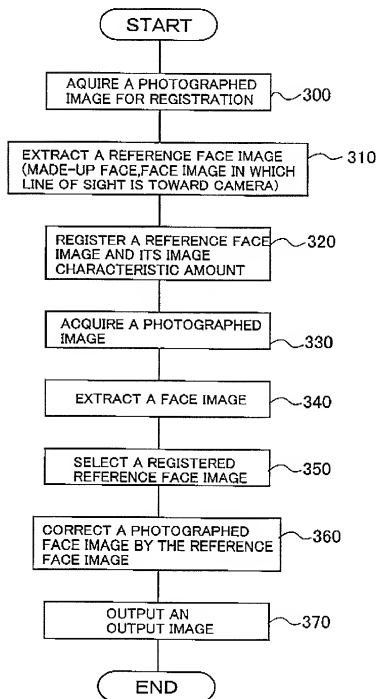 START
AQUIRE A PHOTOGRAPHED
IMAGE FOR REGISTRATION
300
EXTRACT A REFERENCE FACE IMAGE
(MADE-UP FACE,FACE IMAGE IN WHICH
LINE OF SIGHT IS TOWARD CAMERA)
310
REGISTER A REFERENCE FACE
IMAGE AND ITS IMAGE
CHARACTERISTIC AMOUNT
320
ACQUIRE A PHOTOGRAPHED
IMAGE
330
EXTRACT A FACE IMAGE
340
SELECT A REGISTERED
REFERENCE FACE IMAGE
350
CORRECT A PHOTOGRAPHED
FACE IMAGE BY THE REFERENCE
FACE IMAGE
360
OUTPUT AN
OUTPUT IMAGE
370
END